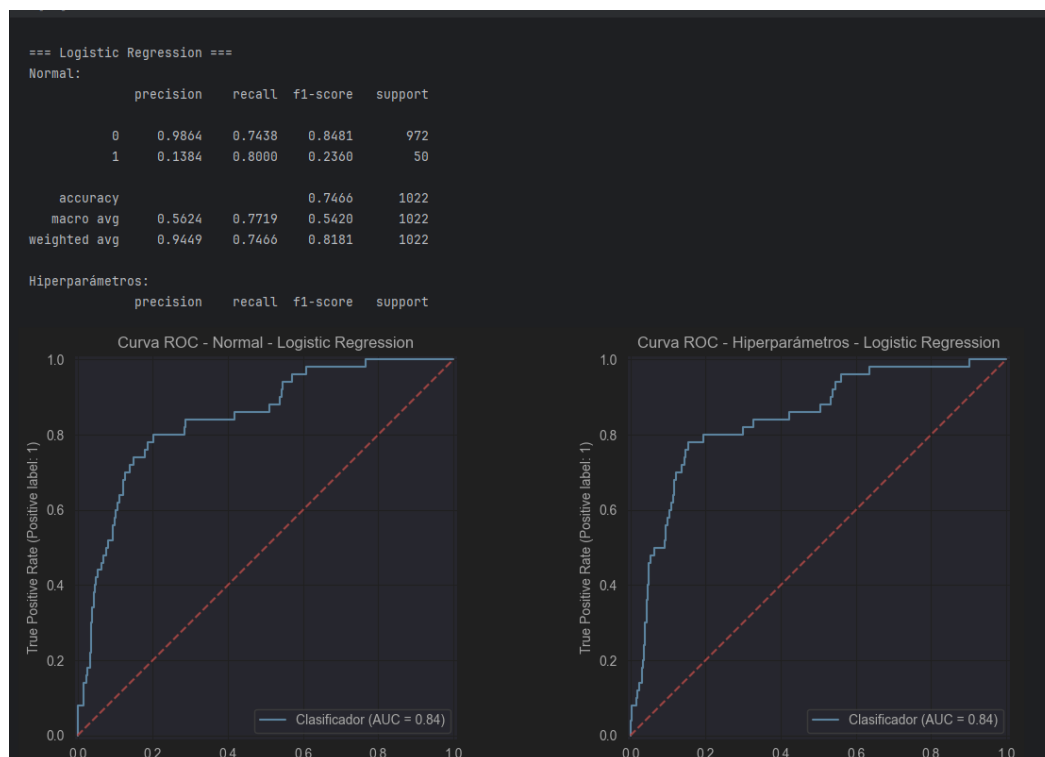 === Logistic Regression ===
Normal:
precision recall f1-score support
0 0.9864 0.7438 0.8481 972
1 0.1384 0.8000 0.2360 50
accuracy 0.7466 1022
macro avg 0.5624 0.7719 0.5420 1022
weighted avg 0.9449 0.7466 0.8181 1022
Hiperparámetros:
precision recall f1-score support
Curva ROC - Normal - Logistic Regression
1.0
0.8
0.6
0.4
0.2
0.0
True Positive Rate (Positive label: 1)
Clasificador (AUC = 0.84)
0.0 0.2 0.4 0.6 0.8 1.0
Curva ROC - Hiperparámetros - Logistic Regression
1.0
0.8
0.6
0.4
0.2
0.0
True Positive Rate (Positive label: 1)
Clasificador (AUC = 0.84)
0.0 0.2 0.4 0.6 0.8 1.0